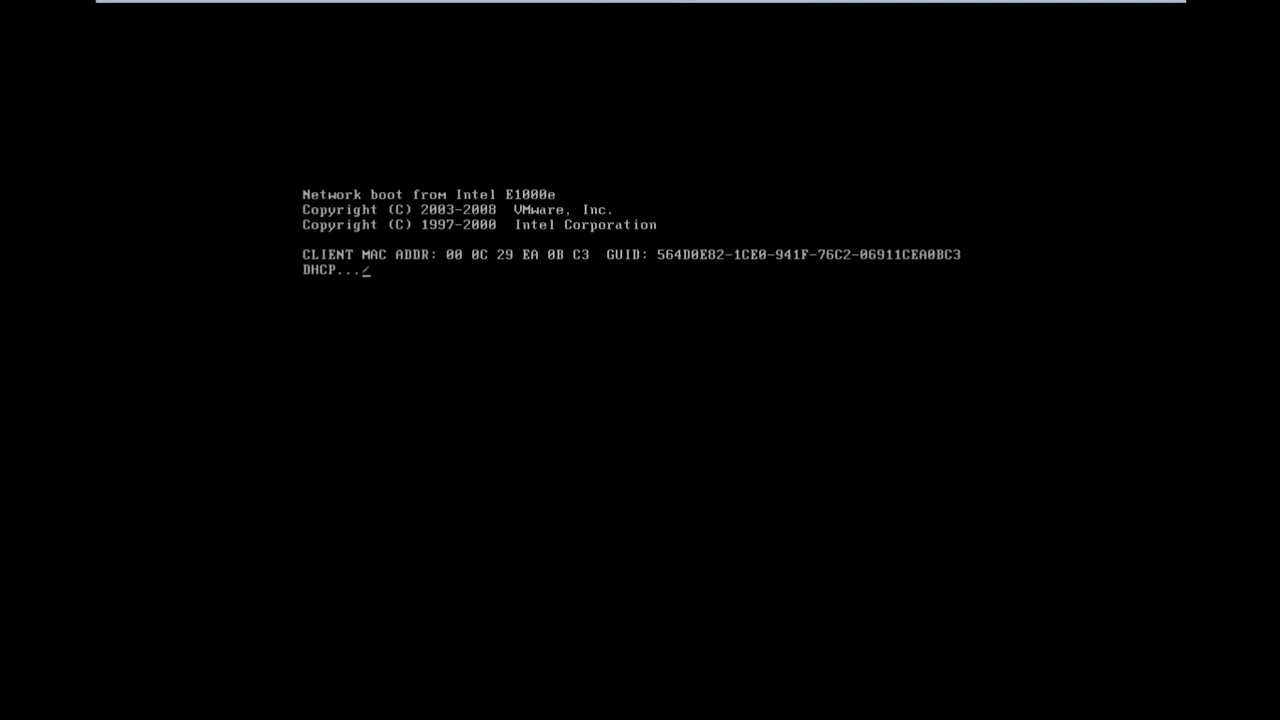 Network boot from Intel E1000e
Copyright (C) 2003-2008  VMware, Inc.
Copyright (C) 1997-2000  Intel Corporation
CLIENT MAC ADDR: 00 0C 29 EA 0B C3  GUID: 564D0E82-1CE0-941F-76C2-06911CEA0BC3
DHCP.../